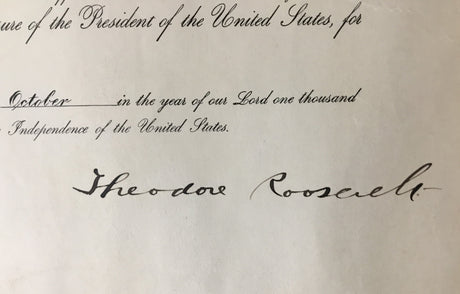 ure of the President of the United States, for
October in the year of our Lord one thousand
Independence of the United States.
Theodore Roosevelt